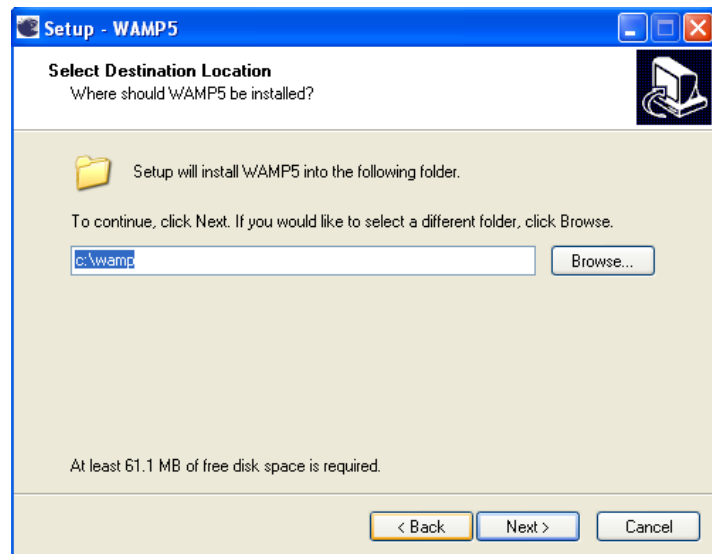 Setup - WAMP5
Select Destination Location
Where should WAMP5 be installed?
Setup will install WAMP5 into the following folder.
To continue, click Next. If you would like to select a different folder, click Browse.
c:\wamp
Browse...
At least 61.1 MB of free disk space is required.
< Back
Next >
Cancel